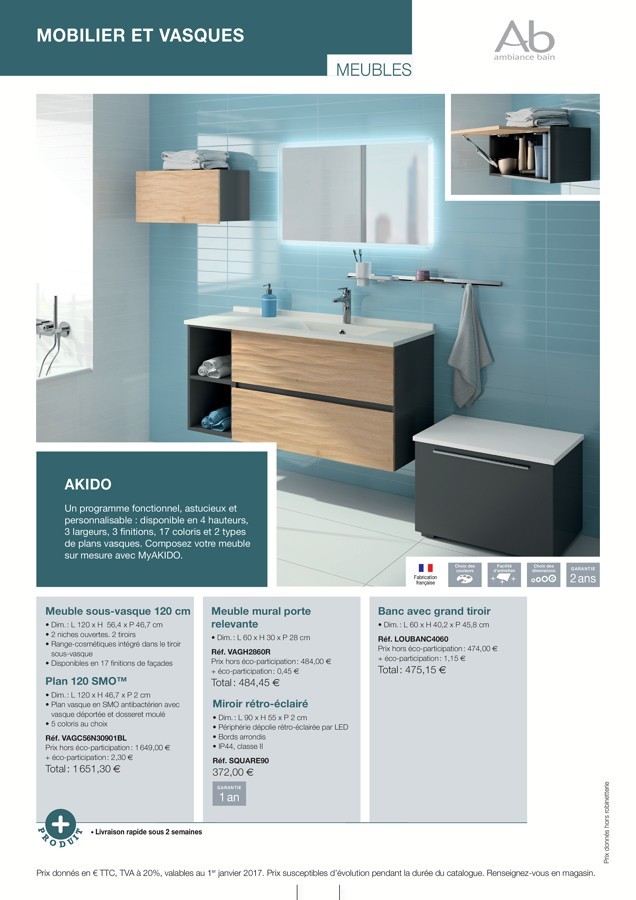 MOBILIER ET VASQUES
MEUBLES
Ab
ambiance bain
AKIDO
Un programme fonctionnel, astucieux et
personnalisable : disponible en 4 hauteurs,
3 largeurs, 3 finitions, 17 coloris et 2 types
de plans vasques. Composez votre meuble
sur mesure avec MyAKIDO.
Fabrication
française
Choix des
couleurs
Facilité
d'entretien
Choix des
dimensions
GARANTIE
2 ans
Meuble sous-vasque 120 cm
• Dim. : L 120 x H 56,4 x P 46,7 cm
• 2 niches ouvertes. 2 tiroirs
• Range-cosmétiques intégré dans le tiroir
sous-vasque
• Disponibles en 17 finitions de façades
Plan 120 SMO™
• Dim. : L 120 x H 46,7 x P 2 cm
• Plan vasque en SMO antibactérien avec
vasque déportée et dosseret moulé
• 5 coloris au choix
Réf. VAGC56N30901BL
Prix hors éco-participation : 1 649,00 €
+ éco-participation : 2,30 €
Total : 1 651,30 €
Meuble mural porte
relevante
• Dim. : L 60 x H 30 x P 28 cm
Réf. VAGH2860R
Prix hors éco-participation : 484,00 €
+ éco-participation : 0,45 €
Total : 484,45 €
Miroir rétro-éclairé
• Dim. : L 90 x H 55 x P 2 cm
• Périphérie dépolie rétro-éclairée par LED
• Bords arrondis
• IP44, classe II
Réf. SQUARE90
372,00 €
GARANTIE
1 an
Banc avec grand tiroir
• Dim. : L 60 x H 40,2 x P 45,8 cm
Réf. LOUBANC4060
Prix hors éco-participation : 474,00 €
+ éco-participation : 1,15 €
Total : 475,15 €
PRODUIT
• Livraison rapide sous 2 semaines
Prix donnés hors robinetterie
Prix donnés en € TTC, TVA à 20%, valables au 1er janvier 2017. Prix susceptibles d'évolution pendant la durée du catalogue. Renseignez-vous en magasin.